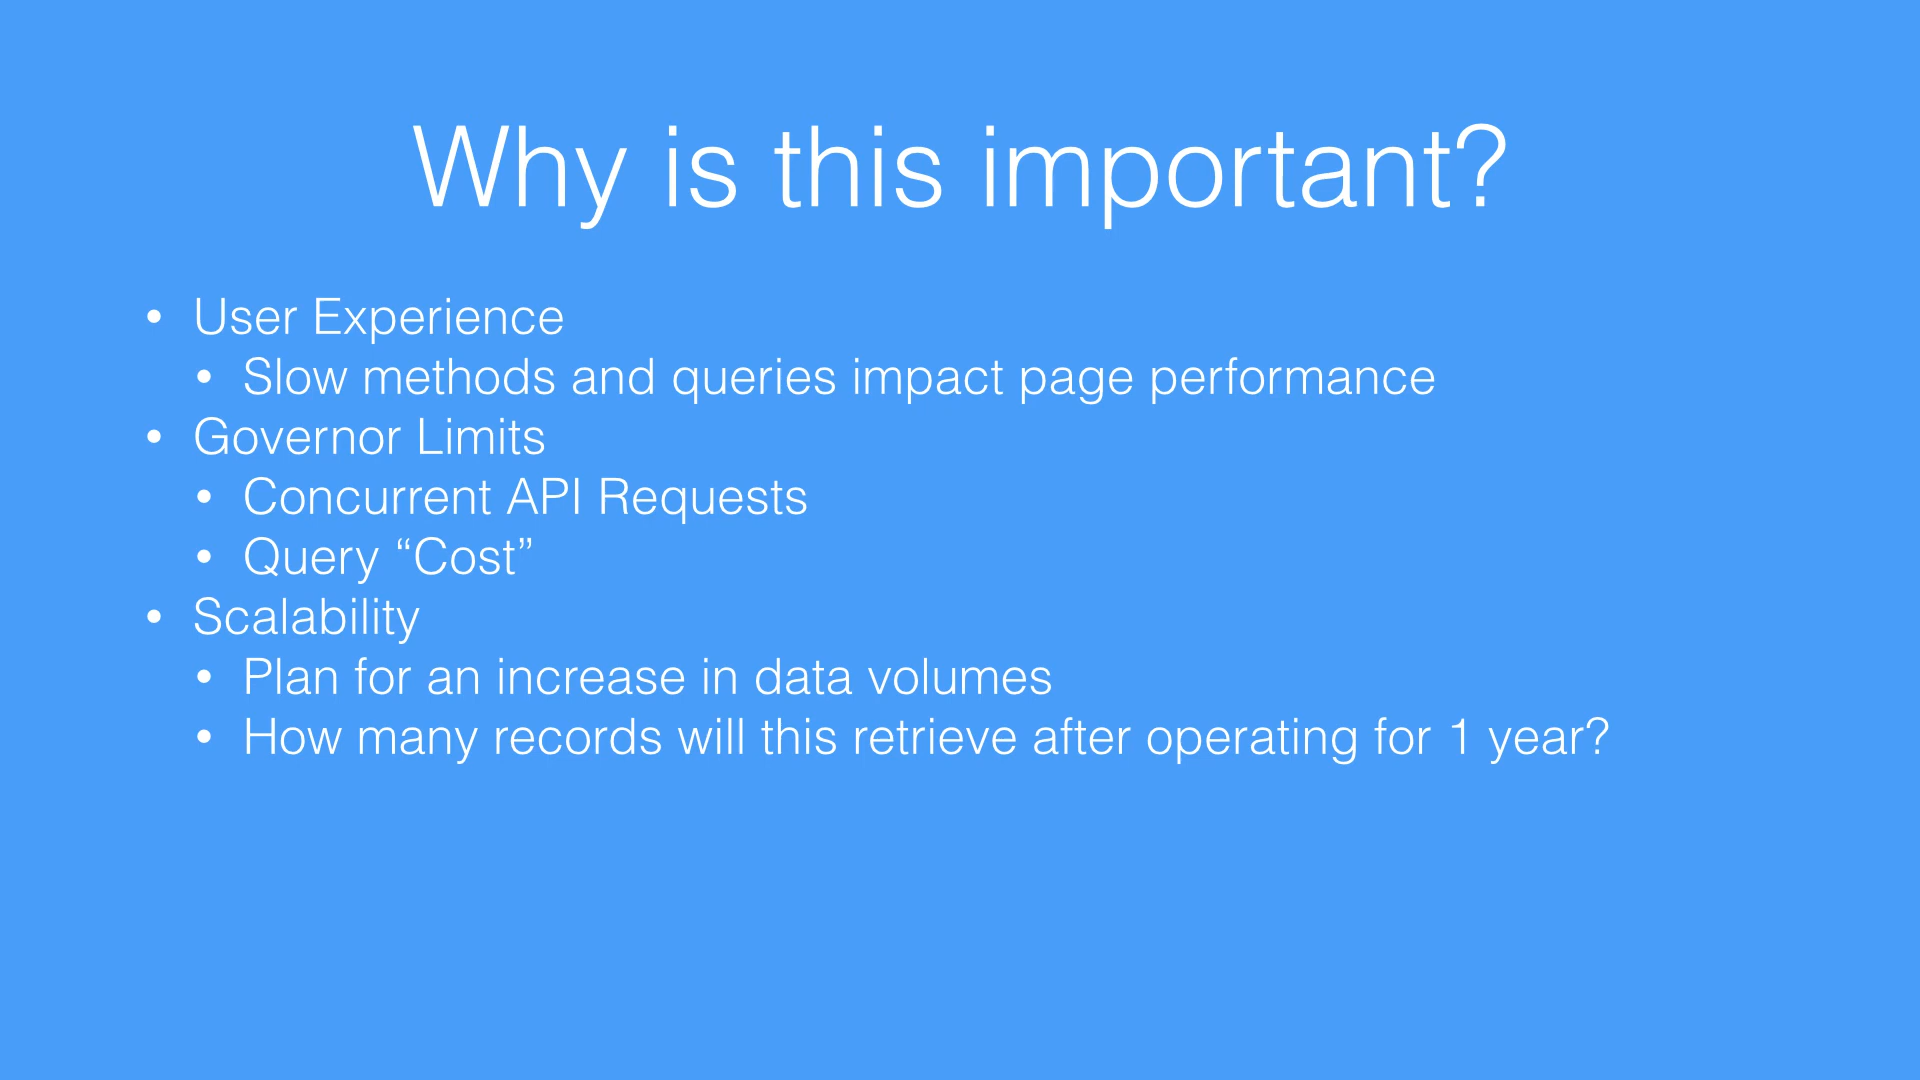 Why is this important?
• User Experience
• Slow methods and queries impact page performance
• Governor Limits
• Concurrent API Requests
• Query “Cost”
• Scalability
• Plan for an increase in data volumes
• How many records will this retrieve after operating for 1 year?